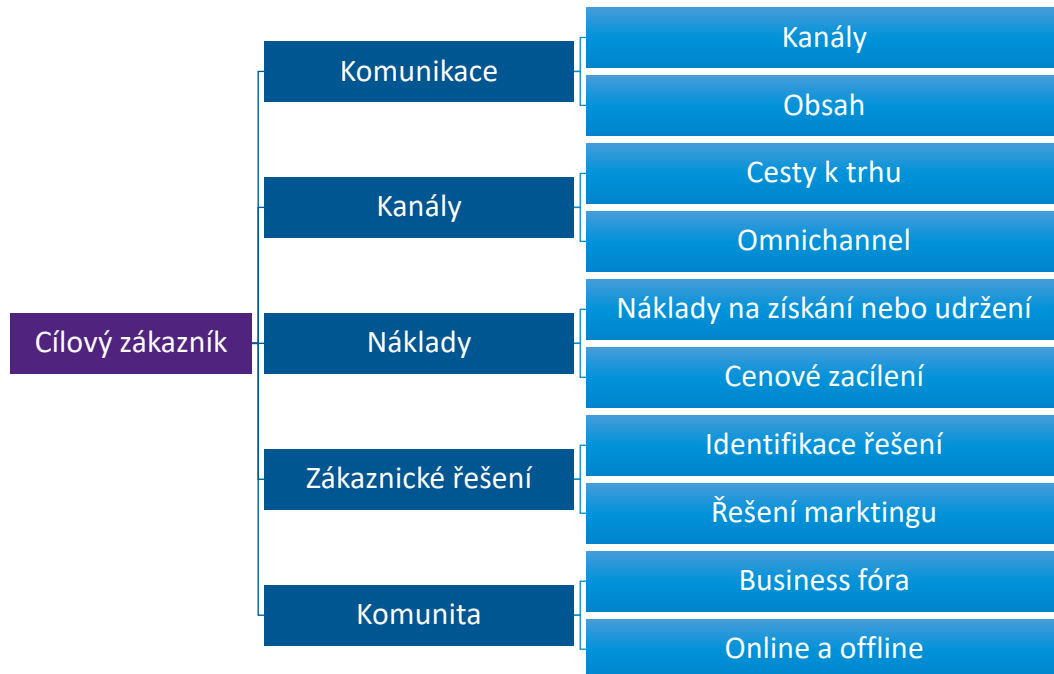 Cílový zákazník
Komunikace
Kanály
Obsah
Kanály
Cesty k trhu
Omnichannel
Náklady
Náklady na získání nebo udržení
Cenové zacílení
Zákaznické řešení
Identifikace řešení
Řešení marktingu
Komunita
Business fóra
Online a offline